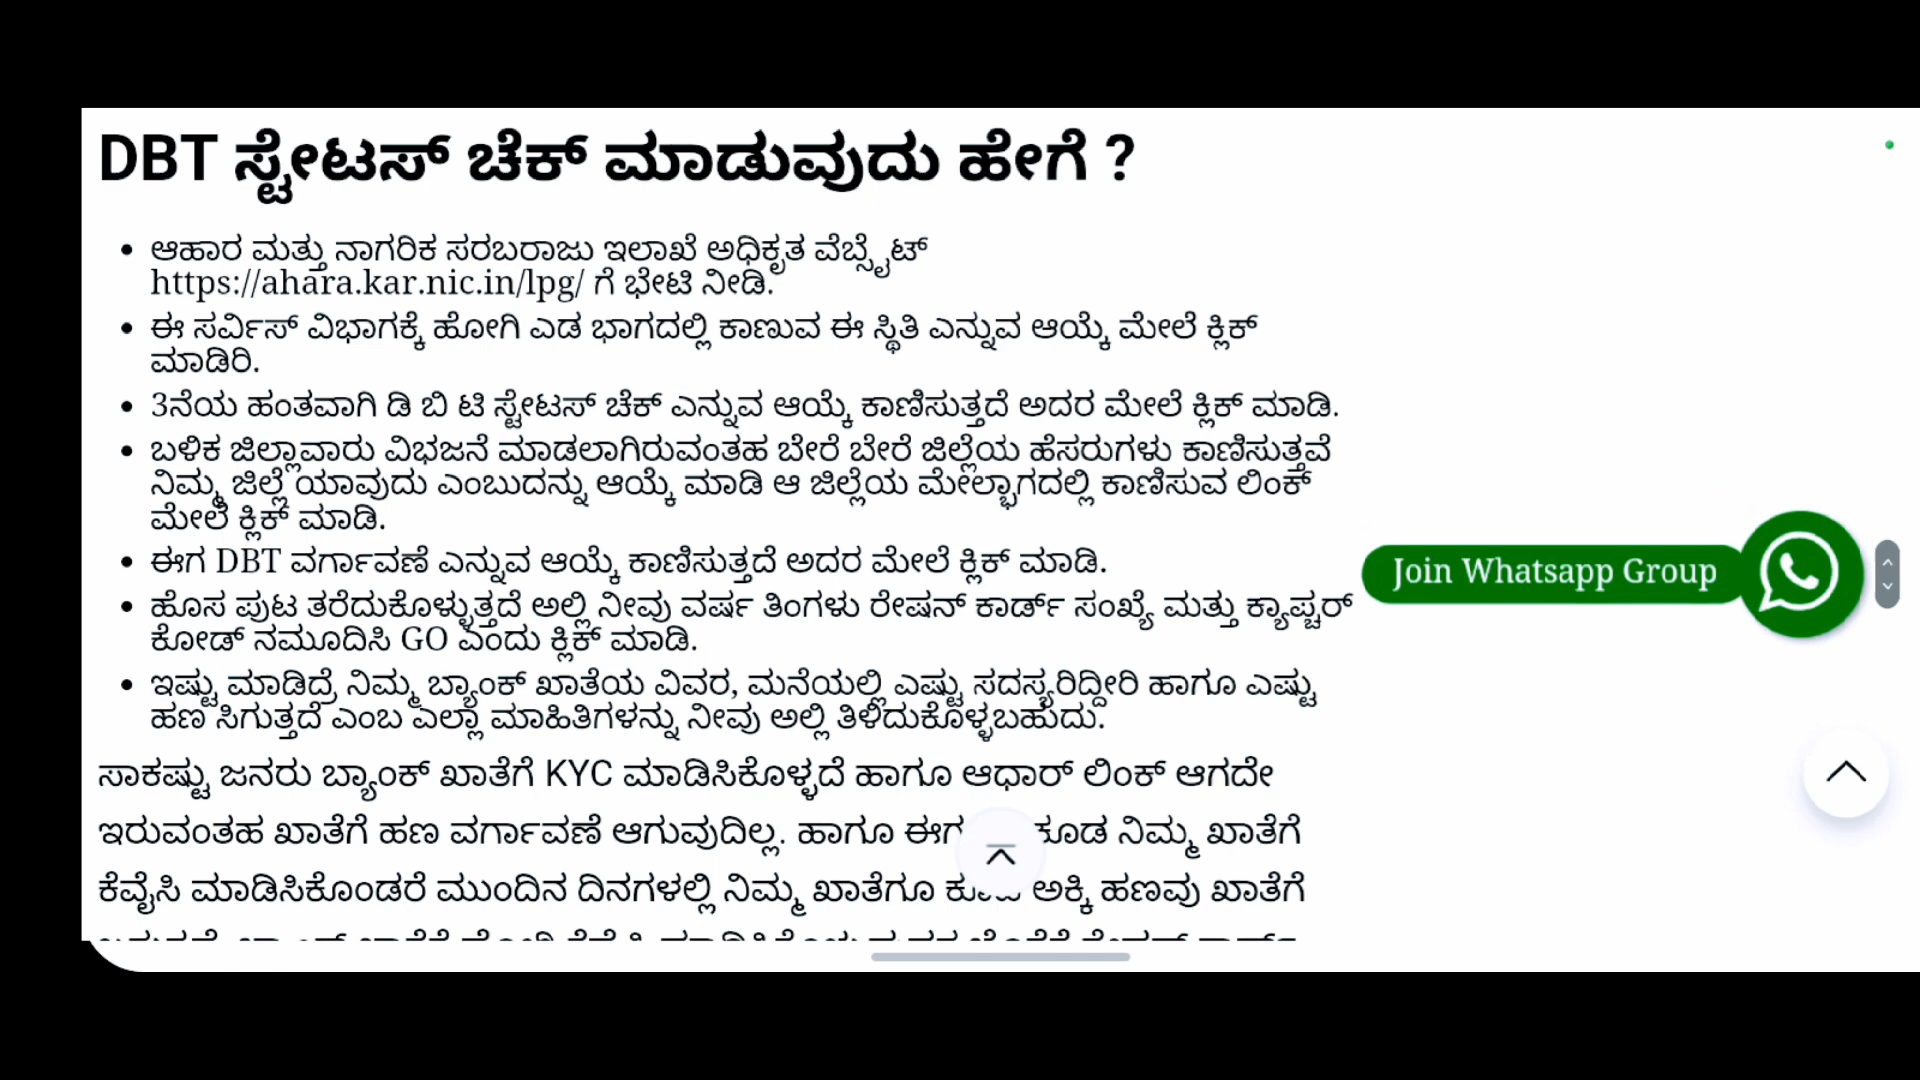 DBT ಸ್ಟೇಟಸ್ ಚೆಕ್ ಮಾಡುವುದು ಹೇಗೆ ?
• ಆಹಾರ ಮತ್ತು ನಾಗರಿಕ ಸರಬರಾಜು ಇಲಾಖೆ ಅಧಿಕೃತ ವೆಬ್ಸೈಟ್
https://ahara.kar.nic.in/lpg/ ಗೆ ಭೇಟಿ ನೀಡಿ.
• ಈ ಸರ್ವಿಸ್ ವಿಭಾಗಕ್ಕೆ ಹೋಗಿ ಎಡ ಭಾಗದಲ್ಲಿ ಕಾಣುವ ಈ ಸ್ಥಿತಿ ಎನ್ನುವ ಆಯ್ಕೆ ಮೇಲೆ ಕ್ಲಿಕ್
ಮಾಡಿರಿ.
• 3ನೆಯ ಹಂತವಾಗಿ ಡಿ ಬಿ ಟಿ ಸ್ಟೇಟಸ್ ಚೆಕ್ ಎನ್ನುವ ಆಯ್ಕೆ ಕಾಣಿಸುತ್ತದೆ ಅದರ ಮೇಲೆ ಕ್ಲಿಕ್ ಮಾಡಿ.
• ಬಳಿಕ ಜಿಲ್ಲಾವಾರು ವಿಭಜನೆ ಮಾಡಲಾಗಿರುವಂತಹ ಬೇರೆ ಬೇರೆ ಜಿಲ್ಲೆಯ ಹೆಸರುಗಳು ಕಾಣಿಸುತ್ತವೆ
ನಿಮ್ಮ ಜಿಲ್ಲೆ ಯಾವುದು ಎಂಬುದನ್ನು ಆಯ್ಕೆ ಮಾಡಿ ಆ ಜಿಲ್ಲೆಯ ಮೇಲ್ಭಾಗದಲ್ಲಿ ಕಾಣಿಸುವ ಲಿಂಕ್
ಮೇಲೆ ಕ್ಲಿಕ್ ಮಾಡಿ.
• ಈಗ DBT ವರ್ಗಾವಣೆ ಎನ್ನುವ ಆಯ್ಕೆ ಕಾಣಿಸುತ್ತದೆ ಅದರ ಮೇಲೆ ಕ್ಲಿಕ್ ಮಾಡಿ.
• ಹೊಸ ಪುಟ ತರೆದುಕೊಳ್ಳುತ್ತದೆ ಅಲ್ಲಿ ನೀವು ವರ್ಷ ತಿಂಗಳು ರೇಷನ್ ಕಾರ್ಡ್ ಸಂಖ್ಯೆ ಮತ್ತು ಕ್ಯಾಪ್ಚರ್
ಕೋಡ್ ನಮೂದಿಸಿ GO ಎಂದು ಕ್ಲಿಕ್ ಮಾಡಿ.
• ಇಷ್ಟು ಮಾಡಿದ್ರೆ ನಿಮ್ಮ ಬ್ಯಾಂಕ್ ಖಾತೆಯ ವಿವರ, ಮನೆಯಲ್ಲಿ ಎಷ್ಟು ಸದಸ್ಯರಿದ್ದೀರಿ ಹಾಗೂ ಎಷ್ಟು
ಹಣ ಸಿಗುತ್ತದೆ ಎಂಬ ಎಲ್ಲಾ ಮಾಹಿತಿಗಳನ್ನು ನೀವು ಅಲ್ಲಿ ತಿಳಿದುಕೊಳ್ಳಬಹುದು.
Join Whatsapp Group
ಸಾಕಷ್ಟು ಜನರು ಬ್ಯಾಂಕ್ ಖಾತೆಗೆ KYC ಮಾಡಿಸಿಕೊಳ್ಳದೆ ಹಾಗೂ ಆಧಾರ್ ಲಿಂಕ್ ಆಗದೇ
ಇರುವಂತಹ ಖಾತೆಗೆ ಹಣ ವರ್ಗಾವಣೆ ಆಗುವುದಿಲ್ಲ. ಹಾಗೂ ಈಗ ಕೂಡ ನಿಮ್ಮ ಖಾತೆಗೆ
ಕೆವೈಸಿ ಮಾಡಿಸಿಕೊಂಡರೆ ಮುಂದಿನ ದಿನಗಳಲ್ಲಿ ನಿಮ್ಮ ಖಾತೆಗೂ ಕೂಡ ಅಕ್ಕಿ ಹಣವು ಖಾತೆಗೆ